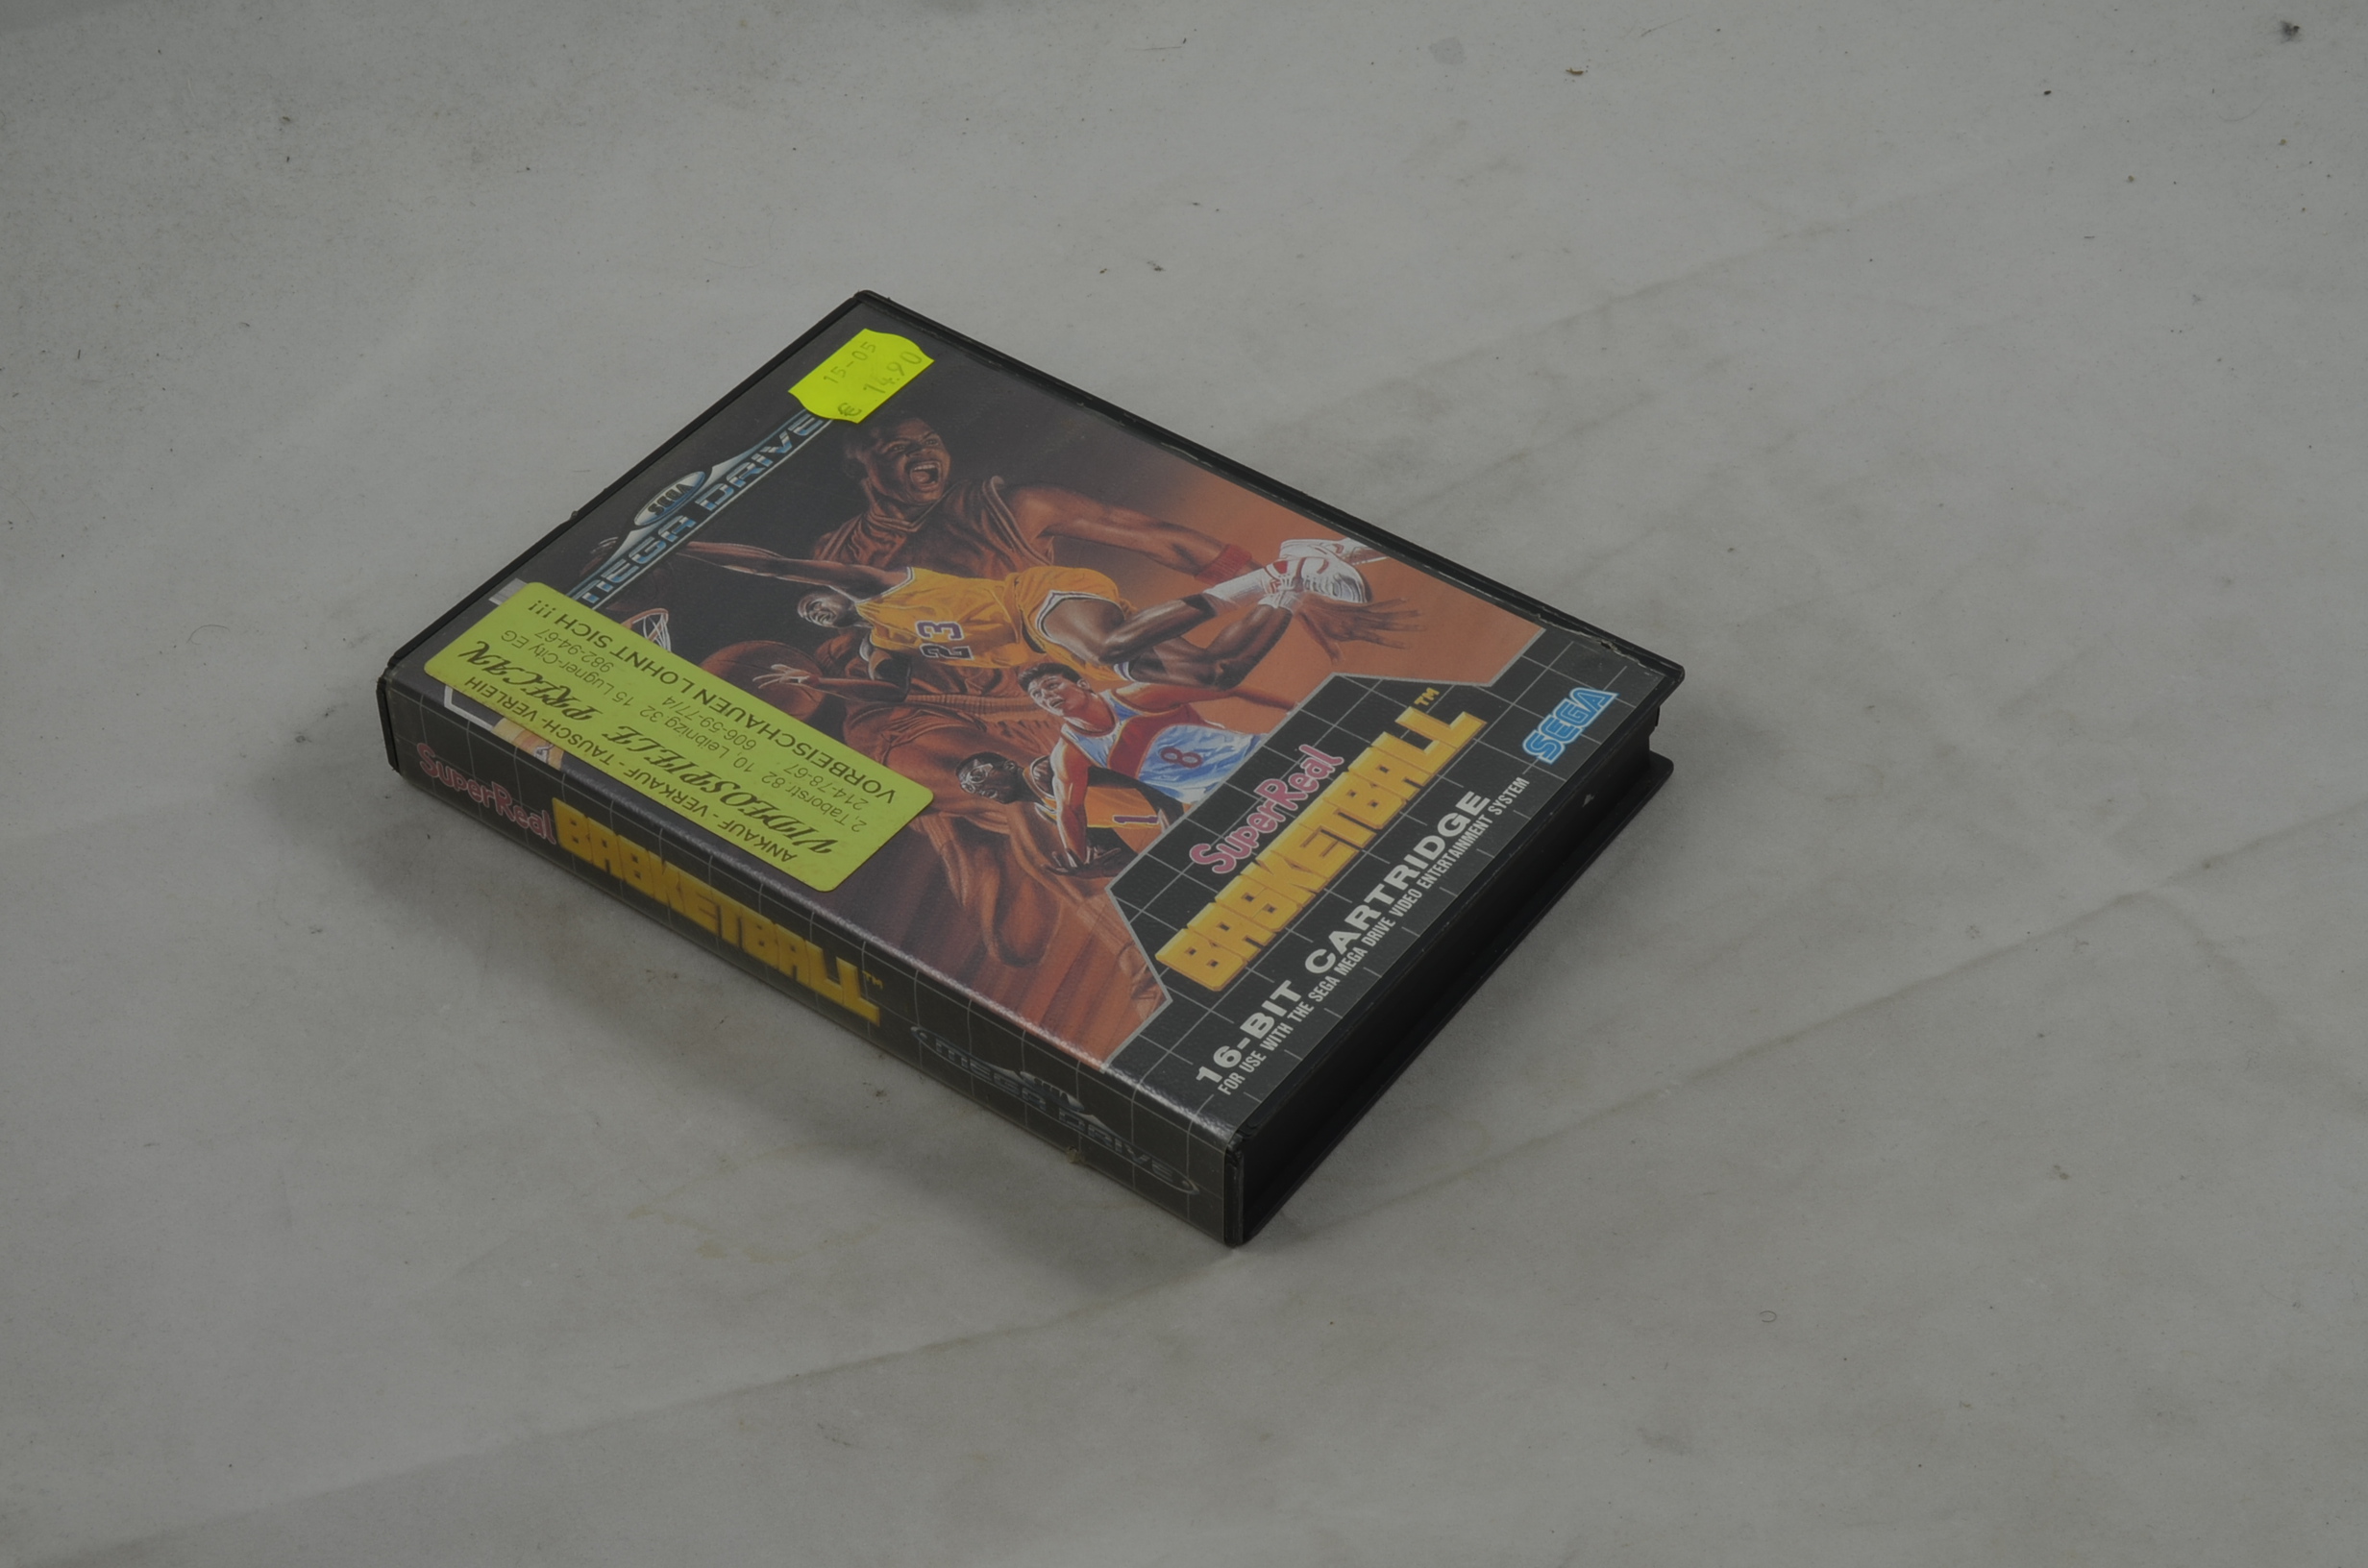 15-05
€ 14.90
SEGA
MEGA DRIVE
23
8
1
SuperReal
BASKETBALL™
SEGA
16-BIT CARTRIDGE
FOR USE WITH THE SEGA MEGA DRIVE VIDEO ENTERTAINMENT SYSTEM
ANKAUF - VERKAUF - TAUSCH - VERLEIH
VIDEOSPIELE PRLCAN
2, Taborstr. 82 10 Leibnizg 32 15 Lugner-City EG
214-78-67 606-59-77/4 982-94-67
VORBEISCHAUEN LOHNT SICH !!!
SuperReal
BASKETBALL™
SEGA
MEGA DRIVE